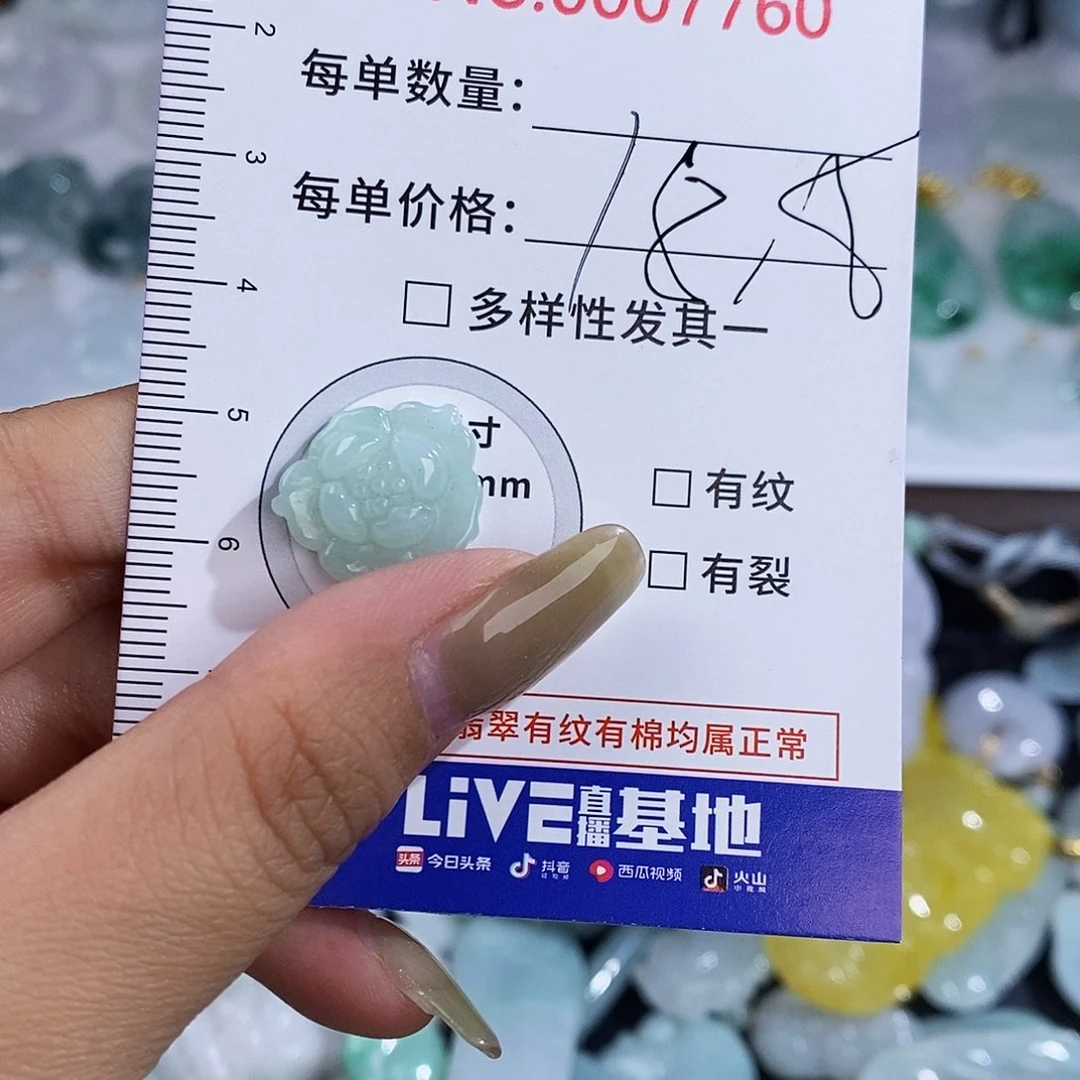 NO.0007760
2
每单数量：
3
每单价格：
4
多样性发其一
5
寸
mm
有纹
6
有裂
翡翠有纹有棉均属正常
LiVE直播基地
今日头条 抖音 西瓜视频 火山